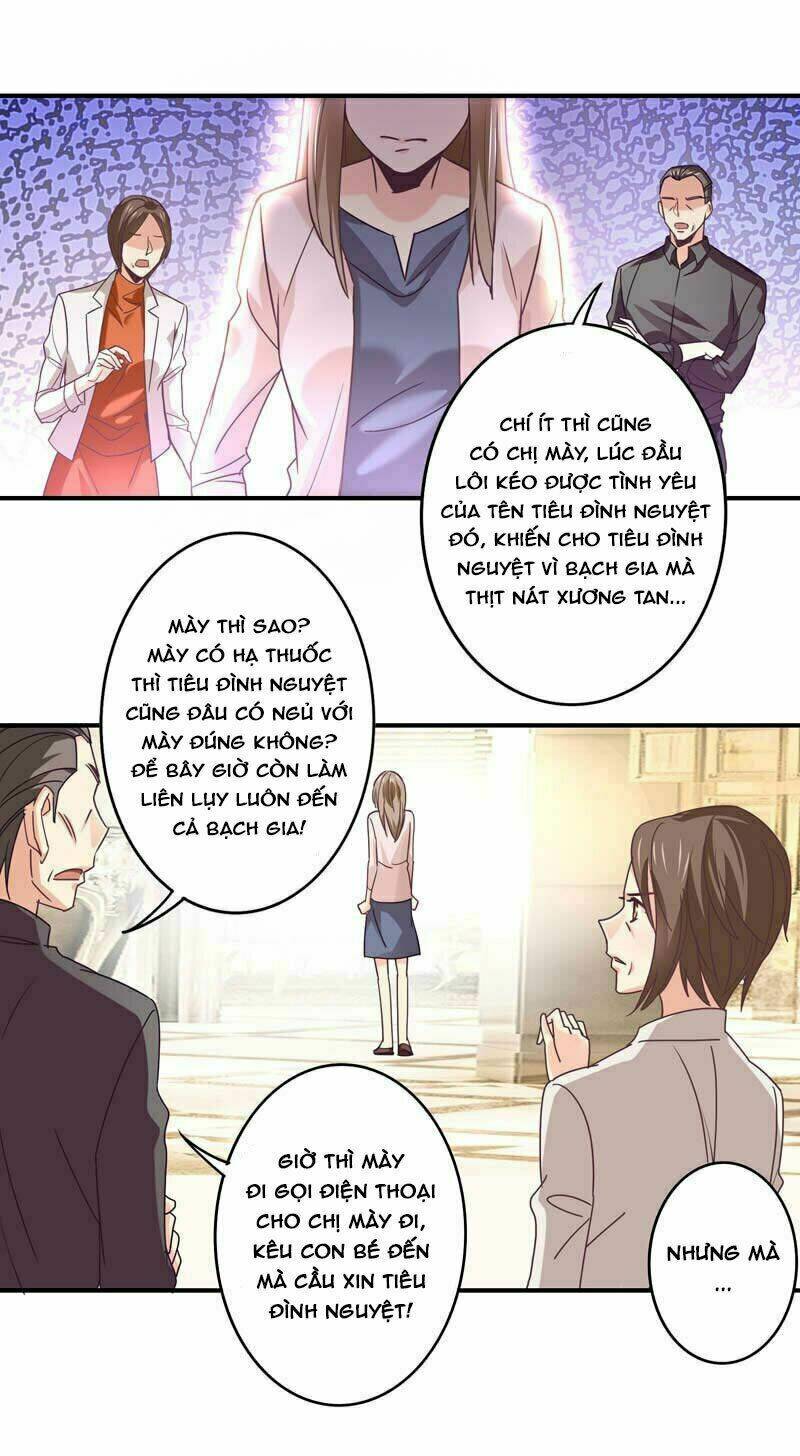 CHÍ ÍT THÌ CŨNG
CÓ CHỊ MÀY, LÚC ĐẦU
LÔI KÉO ĐƯỢC TÌNH YÊU
CỦA TÊN TIÊU ĐÌNH NGUYỆT
ĐÓ, KHIẾN CHO TIÊU ĐÌNH
NGUYỆT VÌ BẠCH GIA MÀ
THỊT NÁT XƯƠNG TAN...
MÀY THÌ SAO?
MÀY CÓ HẠ THUỐC
THÌ TIÊU ĐÌNH NGUYỆT
CŨNG ĐÂU CÓ NGỦ VỚI
MÀY ĐÚNG KHÔNG?
ĐỂ BÂY GIỜ CÒN LÀM
LIÊN LỤY LUÔN ĐẾN
CẢ BẠCH GIA!
GIỜ THÌ MÀY
ĐI GỌI ĐIỆN THOẠI
CHO CHỊ MÀY ĐI,
KÊU CON BÉ ĐẾN
MÀ CẦU XIN TIÊU
ĐÌNH NGUYỆT!
NHƯNG MÀ
...